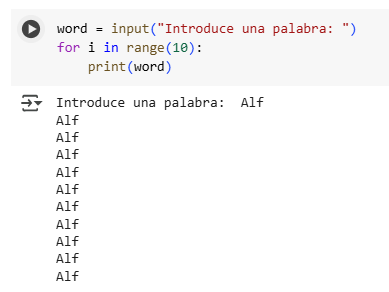 word = input("Introduce una palabra: ")
for i in range(10):
    print(word)
Introduce una palabra:  Alf
Alf
Alf
Alf
Alf
Alf
Alf
Alf
Alf
Alf
Alf